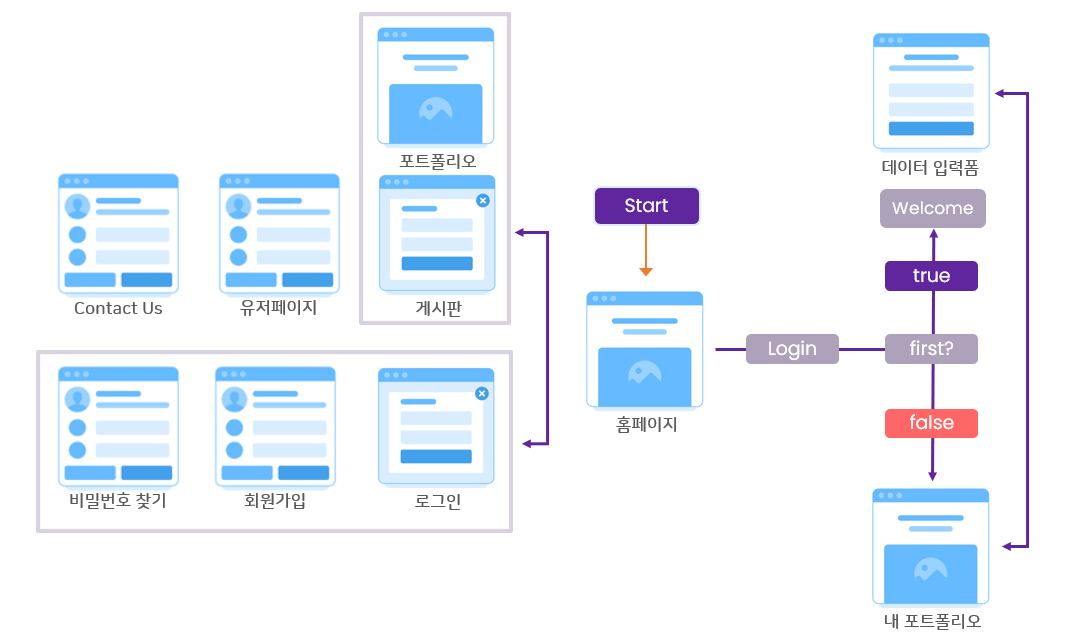 포트폴리오
게시판
Contact Us
유저페이지
비밀번호 찾기
회원가입
로그인
Start
홈페이지
Login
first?
true
Welcome
데이터 입력폼
false
내 포트폴리오